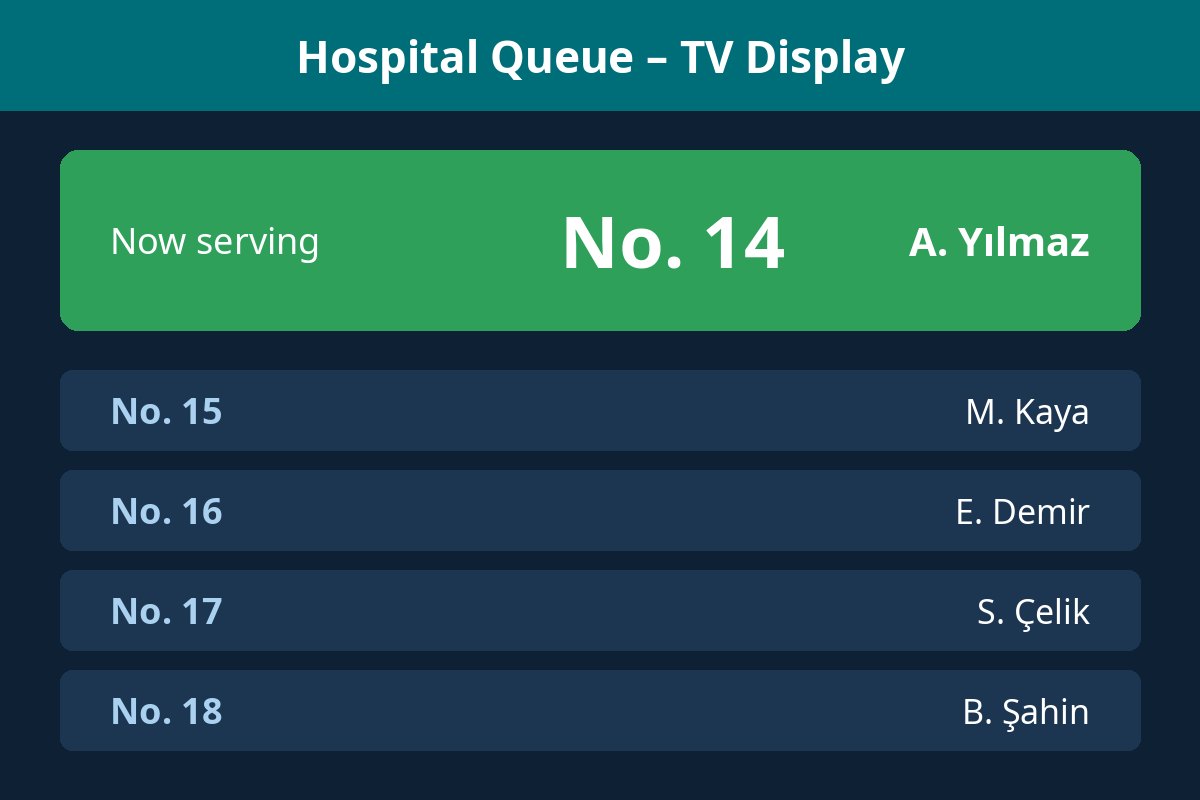 Hospital Queue – TV Display
Now serving No. 14 A. Yılmaz
No. 15 M. Kaya
No. 16 E. Demir
No. 17 S. Çelik
No. 18 B. Şahin